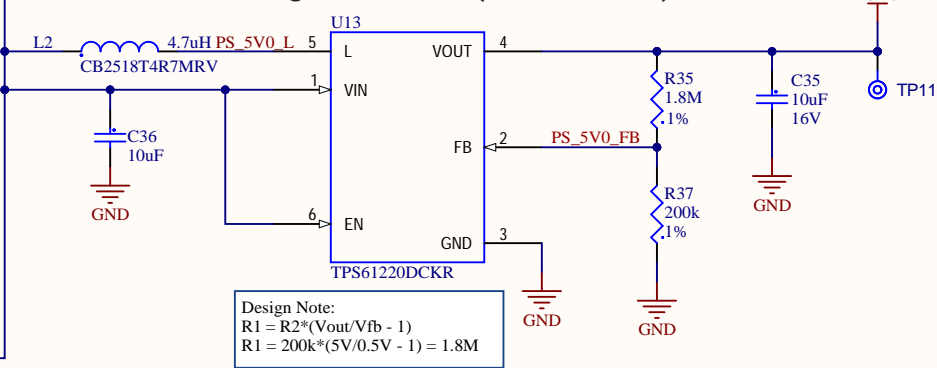 U13
L2
4.7uH
PS_5V0_L
5
L
VOUT
4
CB2518T4R7MRV
1
VIN
R35
1.8M
.1%
C35
10uF
16V
TP11
C36
10uF
FB
2
PS_5V0_FB
R37
200k
.1%
GND
GND
6
EN
GND
3
TPS61220DCKR
GND
GND
Design Note:
R1 = R2*(Vout/Vfb - 1)
R1 = 200k*(5V/0.5V - 1) = 1.8M